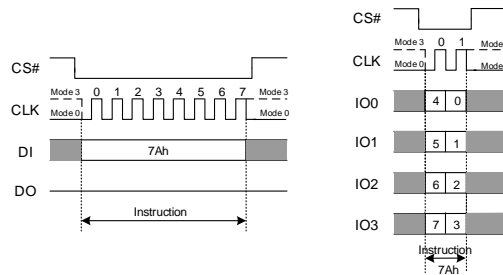 CS#
Mode 3 0 1 2 3 4 5 6 7 Mode 3
CLK Mode 0 Mode 0
DI 7Ah
DO
Instruction
CS#
Mode 3 0 1 Mode
CLK Mode 0 Mode
IO0 4 0
IO1 5 1
IO2 6 2
IO3 7 3
Instruction
7Ah